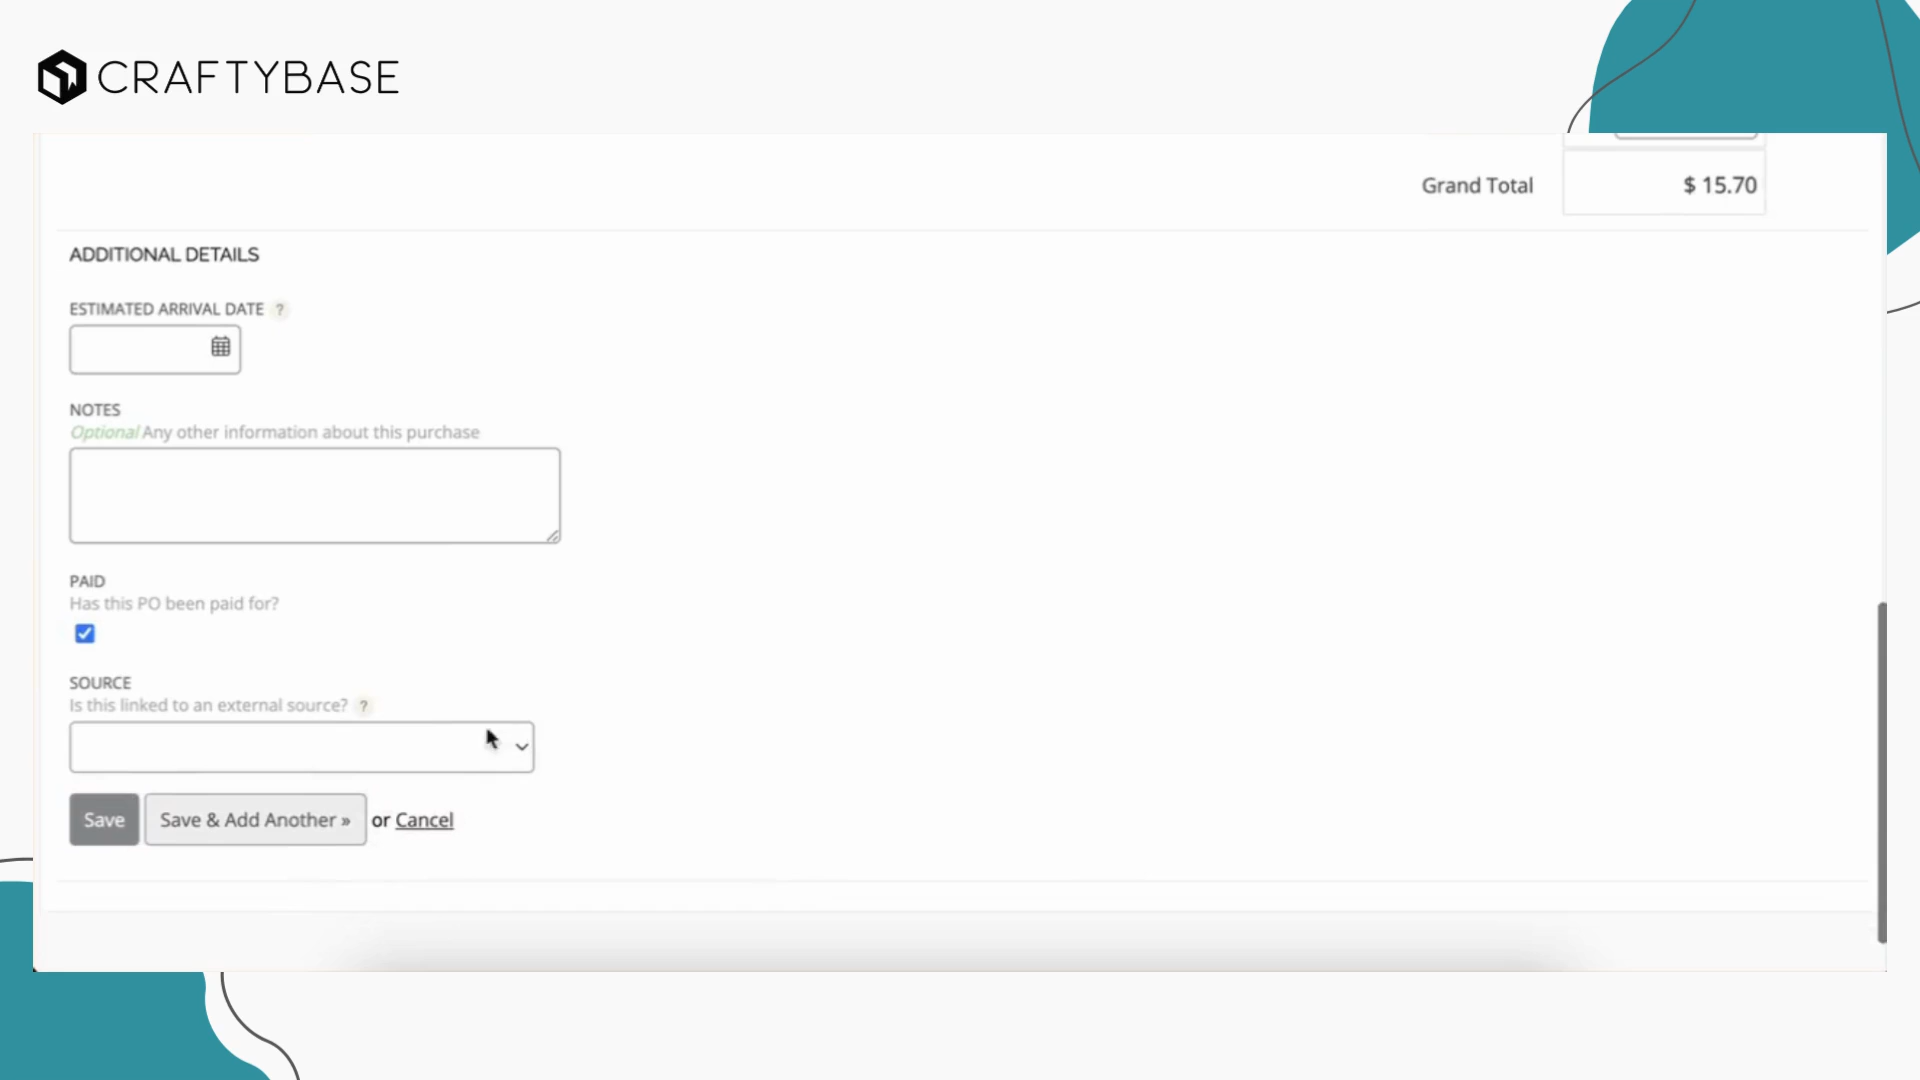 CRAFTYBASE
Grand Total
$ 15.70
ADDITIONAL DETAILS
ESTIMATED ARRIVAL DATE ?
NOTES
Optional Any other information about this purchase
PAID
Has this PO been paid for?
SOURCE
Is this linked to an external source? ?
Save Save & Add Another » or Cancel